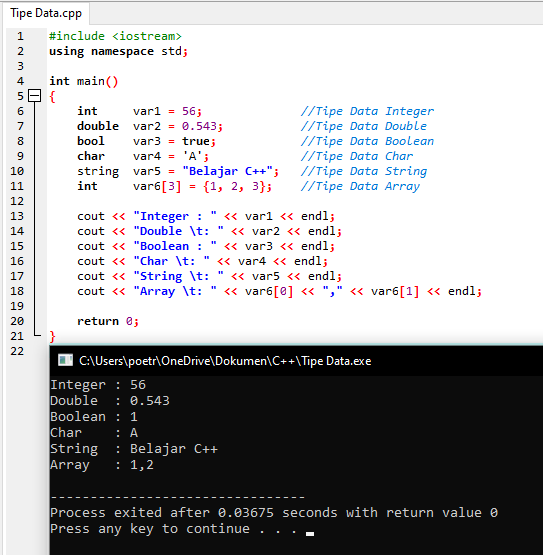 Tipe Data.cpp
1 #include <iostream>
2 using namespace std;
3
4 int main()
5 {
6 int var1 = 56; //Tipe Data Integer
7 double var2 = 0.543; //Tipe Data Double
8 bool var3 = true; //Tipe Data Boolean
9 char var4 = 'A'; //Tipe Data Char
10 string var5 = "Belajar C++"; //Tipe Data String
11 int var6[3] = {1, 2, 3}; //Tipe Data Array
12
13 cout << "Integer : " << var1 << endl;
14 cout << "Double \t: " << var2 << endl;
15 cout << "Boolean : " << var3 << endl;
16 cout << "Char \t: " << var4 << endl;
17 cout << "String \t: " << var5 << endl;
18 cout << "Array \t: " << var6[0] << "," << var6[1] << endl;
19
20 return 0;
21 }
22
C:\Users\poetr\OneDrive\Dokumen\C++\Tipe Data.exe
Integer : 56
Double : 0.543
Boolean : 1
Char : A
String : Belajar C++
Array : 1,2
--------------------------------
Process exited after 0.03675 seconds with return value 0
Press any key to continue . . .